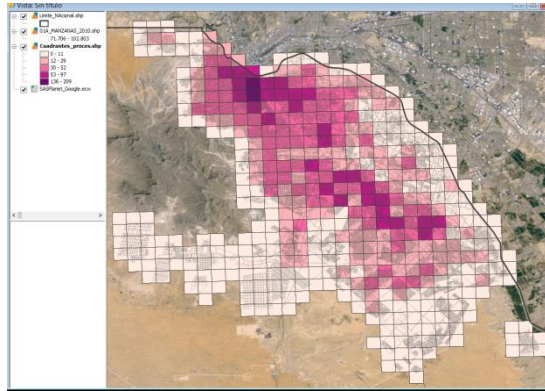 Vista: Sin título
Limite_NAcional.shp
01A_MANZANAS_2010.shp
71.706 - 102.803
Cuadrantes_proces.shp
0 - 11
12 - 29
30 - 52
53 - 97
136 - 209
SASPlanet_Google.ecw